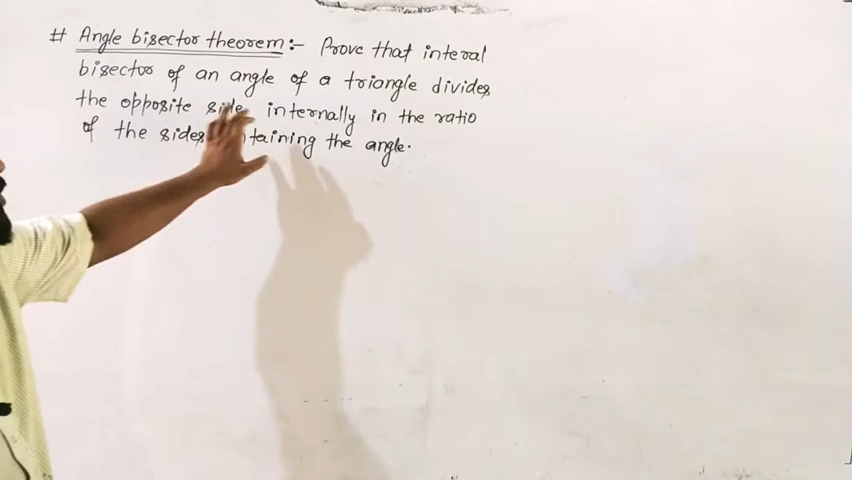 # Angle bisector theorem:- Prove that interal
bisector of an angle of a triangle divides
the opposite side internally in the ratio
of the sides the angle.